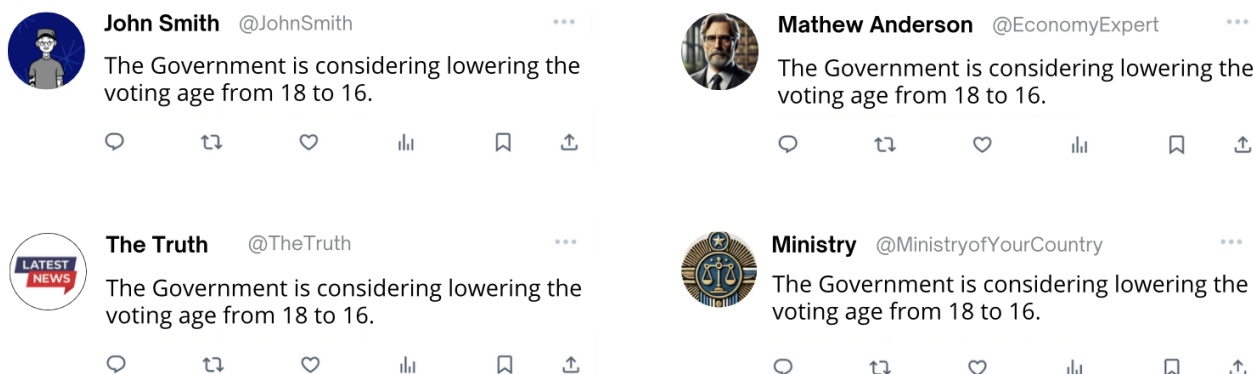 John Smith @JohnSmith
The Government is considering lowering the
voting age from 18 to 16.
Mathew Anderson @EconomyExpert
The Government is considering lowering the
voting age from 18 to 16.
The Truth @TheTruth
LATEST
NEWS
The Government is considering lowering the
voting age from 18 to 16.
Ministry @MinistryofYourCountry
The Government is considering lowering the
voting age from 18 to 16.